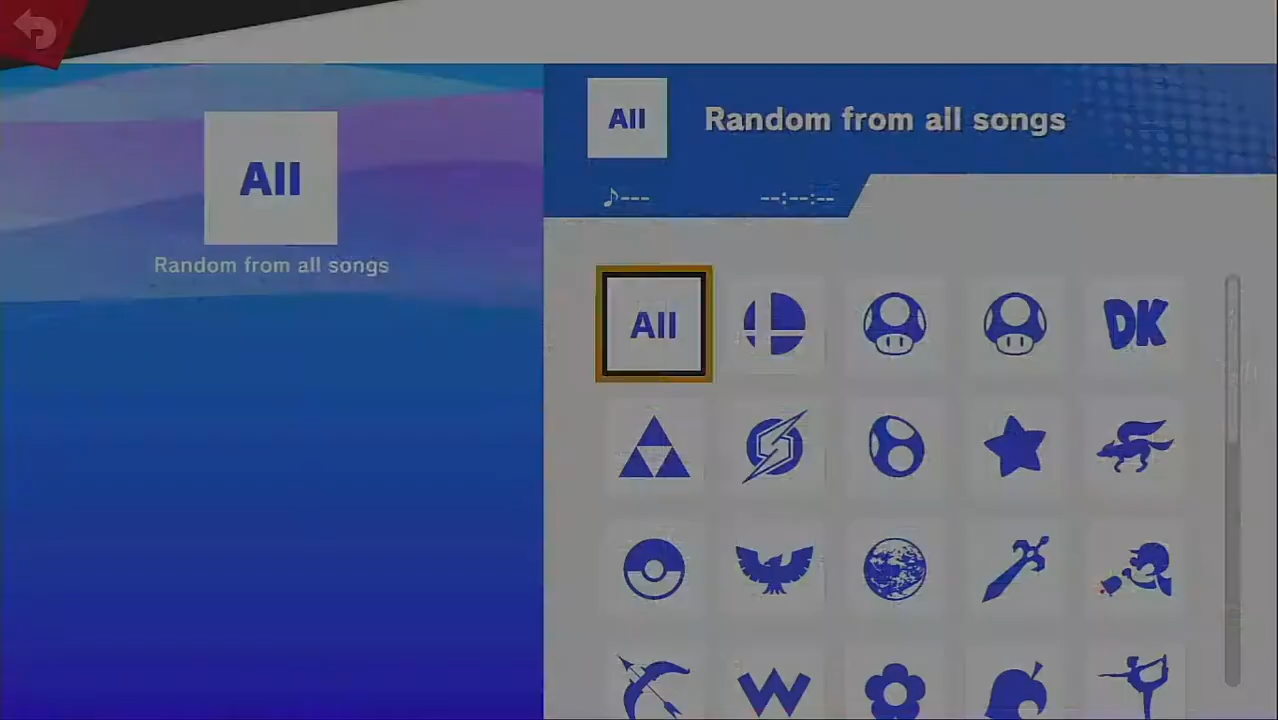 All
Random from all songs
All
Random from all songs
♪---
--:--:--
All
DK